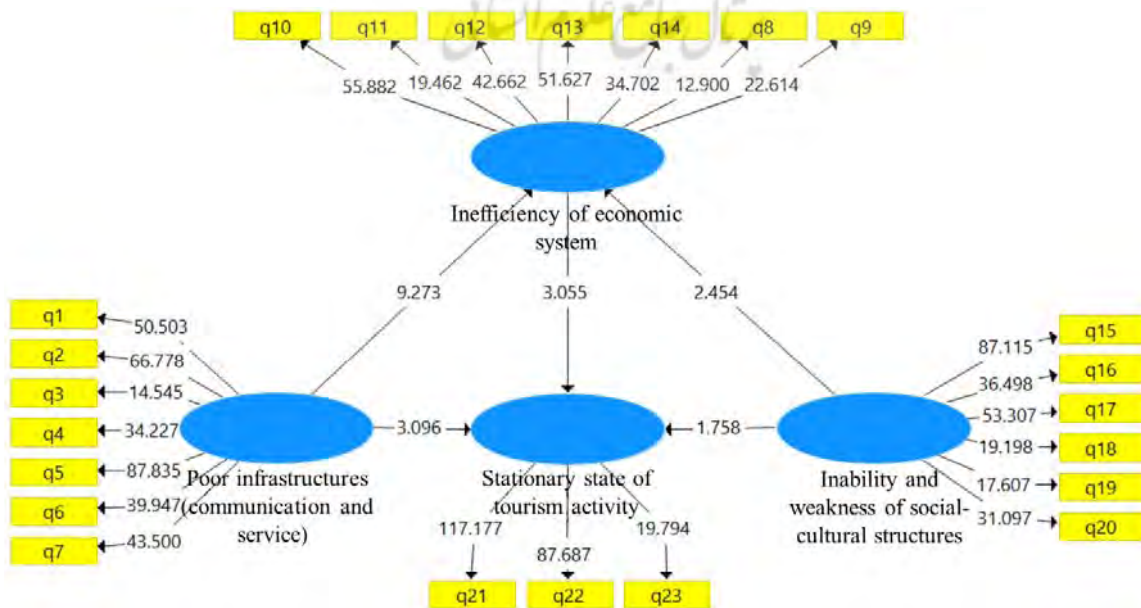 q10 q11 q12 q13 q14 q8 q9
پرتال جامع علوم انسانی
55.882 19.462 42.662 51.627 34.702 12.900 22.614
Inefficiency of economic
system
9.273 3.055 2.454
q1 50.503
q2 66.778
q3 14.545
q4 34.227
q5 87.835
q6 39.947
q7 43.500
3.096 1.758
87.115 q15
36.498 q16
53.307 q17
19.198 q18
17.607 q19
31.097 q20
Poor infrastructures
(communication and
service)
Stationary state of
tourism activity
Inability and
weakness of social-
cultural structures
117.177 87.687 19.794
q21 q22 q23